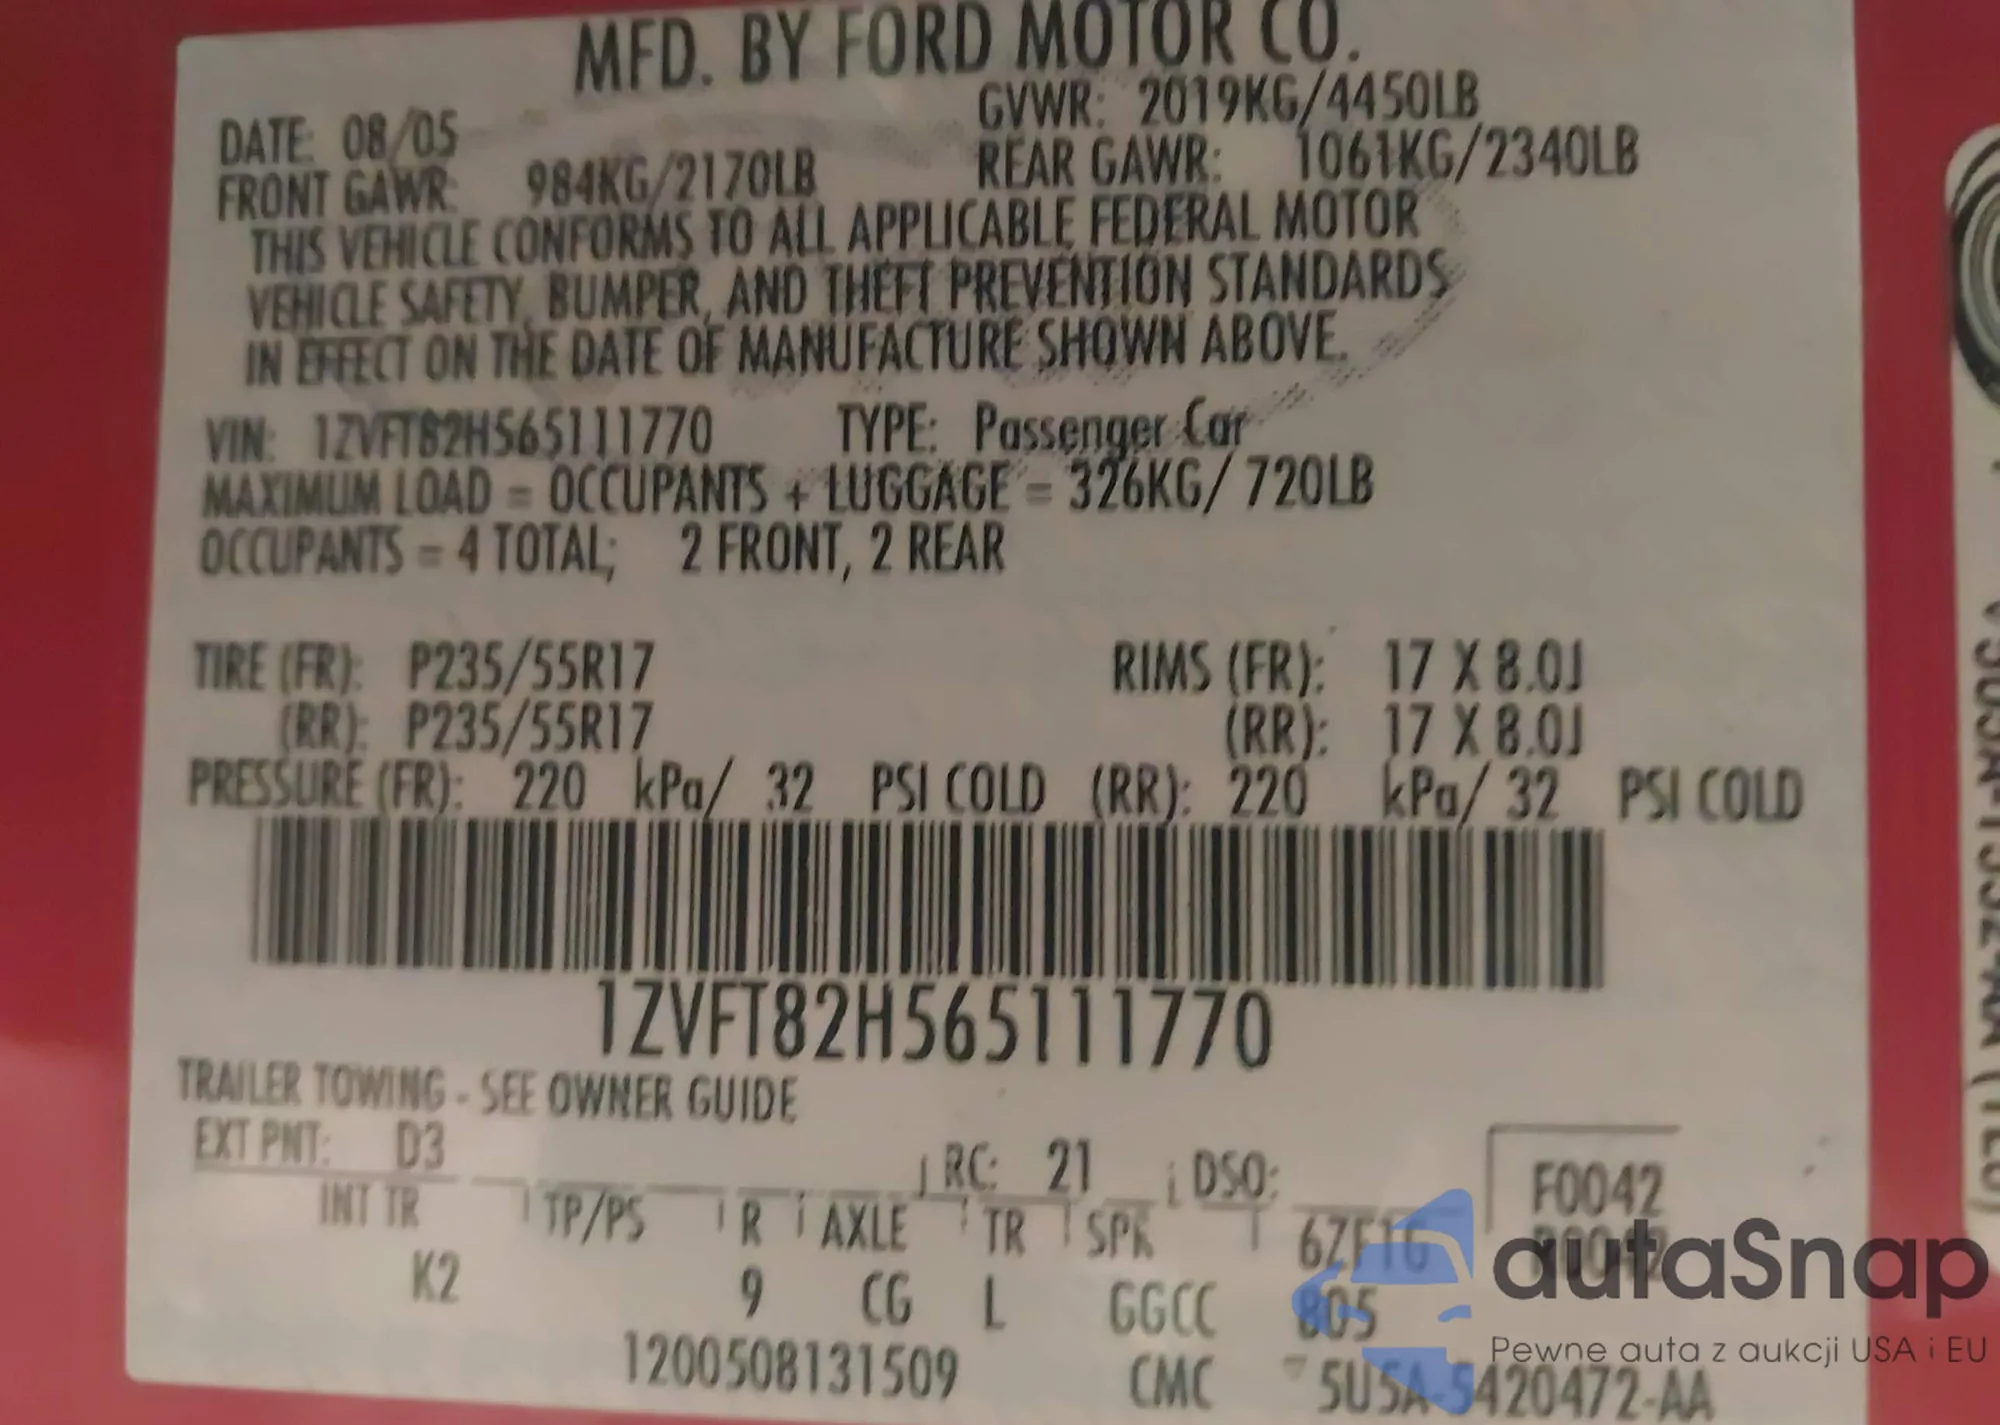 MFD. BY FORD MOTOR CO.
DATE: 08/05
GVWR: 2019KG/4450LB
FRONT GAWR: 984KG/2170LB
REAR GAWR: 1061KG/2340LB
THIS VEHICLE CONFORMS TO ALL APPLICABLE FEDERAL MOTOR
VEHICLE SAFETY, BUMPER, AND THEFT PREVENTION STANDARDS
IN EFFECT ON THE DATE OF MANUFACTURE SHOWN ABOVE.
VIN: 1ZVFT82H565111770 TYPE: Passenger Car
MAXIMUM LOAD = OCCUPANTS + LUGGAGE = 326KG/ 720LB
OCCUPANTS = 4 TOTAL; 2 FRONT, 2 REAR
TIRE (FR): P235/55R17 RIMS (FR): 17 X 8.0J
(RR): P235/55R17 (RR): 17 X 8.0J
PRESSURE (FR): 220 kPa/ 32 PSI COLD (RR): 220 kPa/ 32 PSI COLD
1ZVFT82H565111770
TRAILER TOWING - SEE OWNER GUIDE
EXT PNT: D3 RC: 21 DSO: F0042
INT TR TP/PS R AXLE TR SPR 6ZF1G R0042
K2 9 CG L GGCC 805
1200508131509 CMC 5U5A-5420472-AA
autaSnap
Pewne auta z aukcji USA i EU